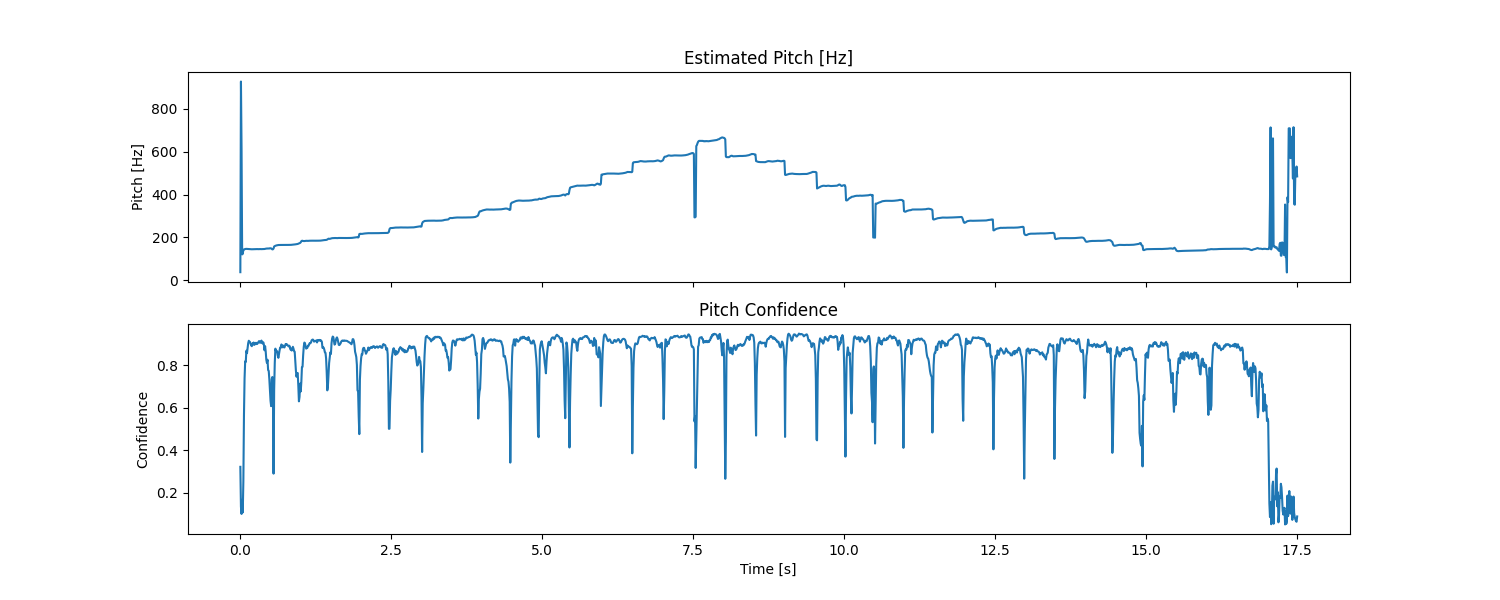 Estimated Pitch [Hz]
800
600
400
200
0
Pitch [Hz]
Pitch Confidence
0.8
0.6
0.4
0.2
Confidence
0.0 2.5 5.0 7.5 10.0 12.5 15.0 17.5
Time [s]